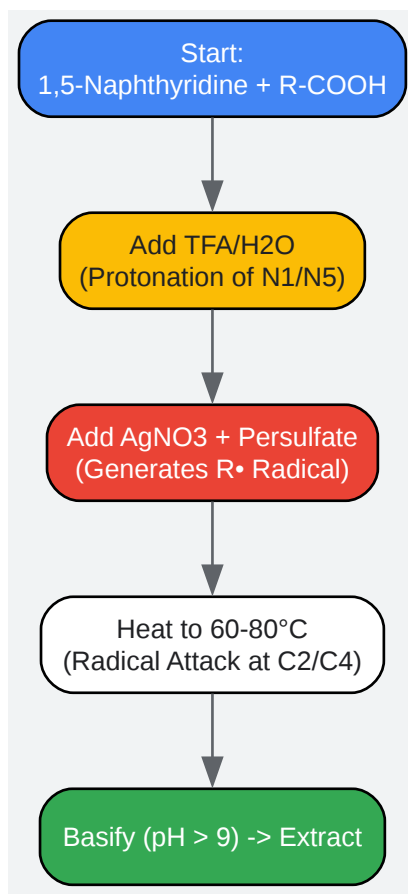 Start:
1,5-Naphthyridine + R-COOH
Add TFA/H2O
(Protonation of N1/N5)
Add AgNO3 + Persulfate
(Generates R• Radical)
Heat to 60-80°C
(Radical Attack at C2/C4)
Basify (pH > 9) -> Extract